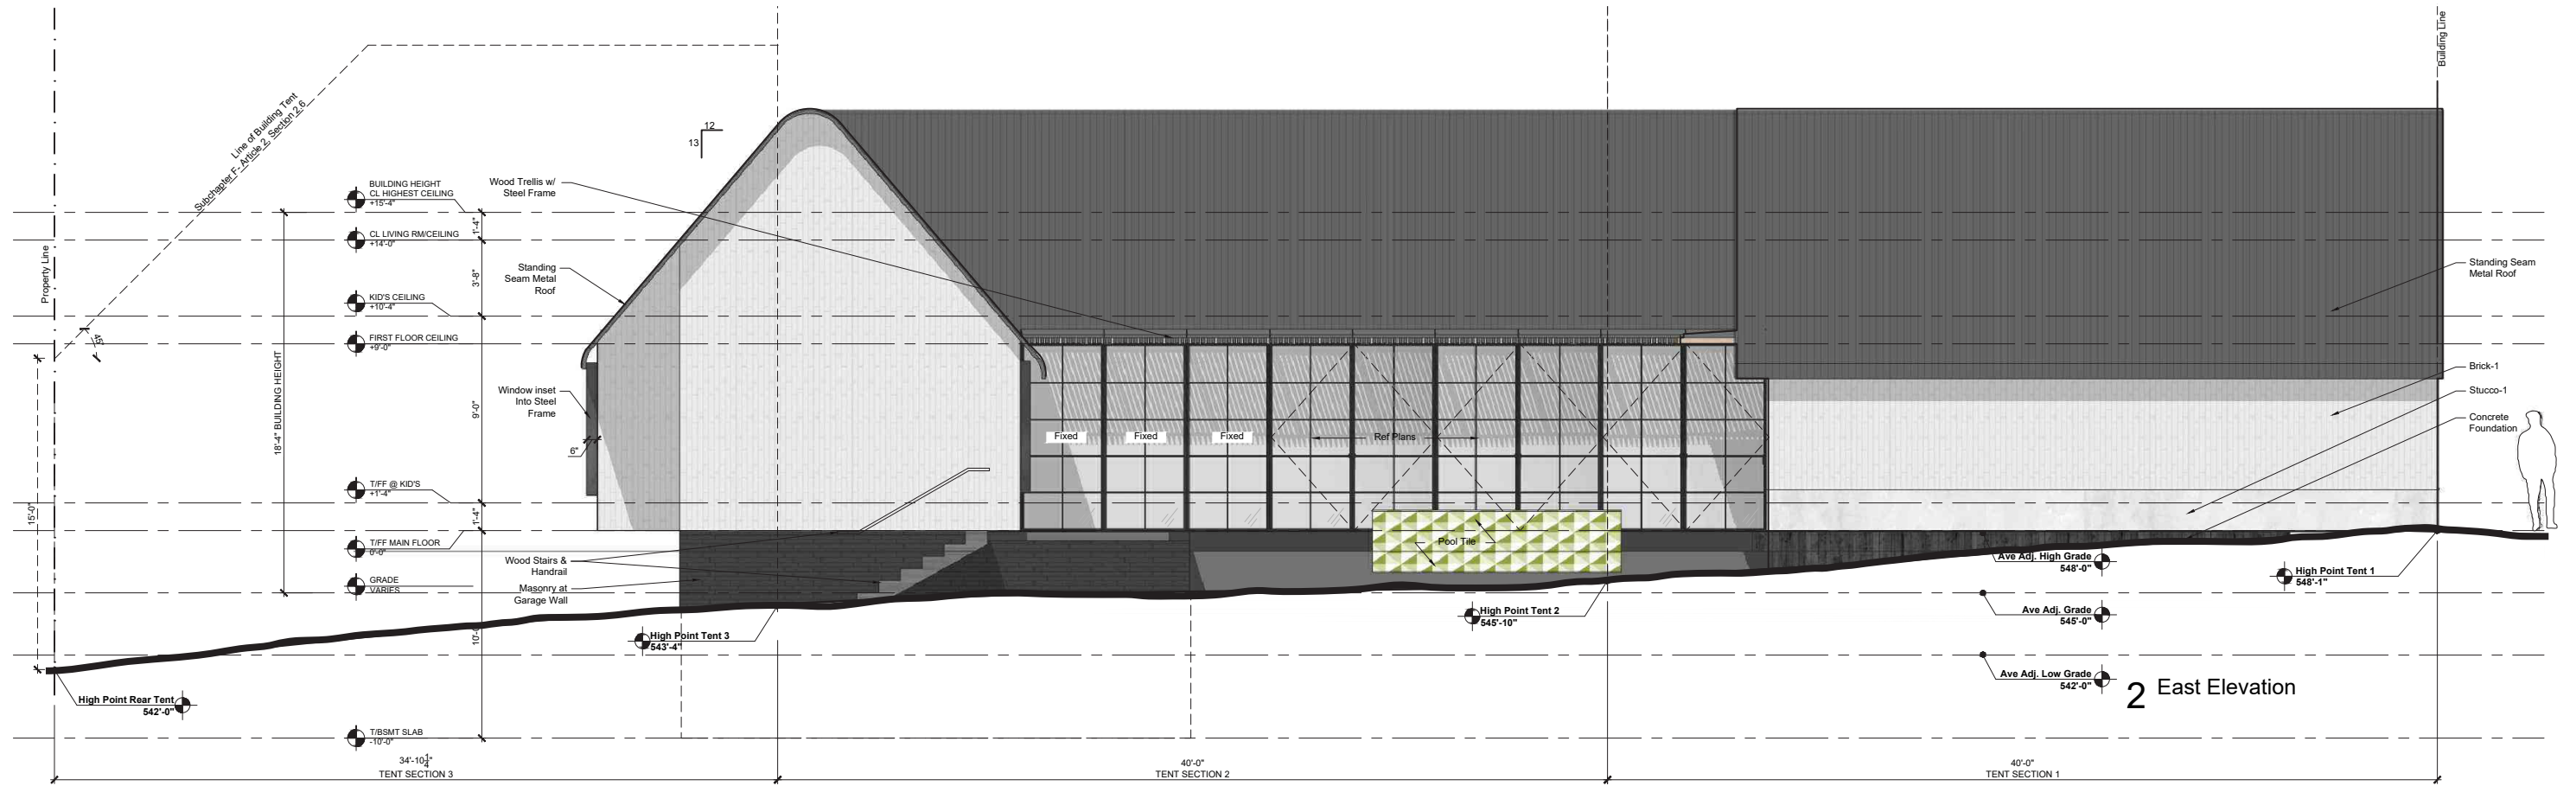 Building Line
Line of Building Tent
Subchapter F- Article 2, Section 2.6
12
13
BUILDING HEIGHT
CL HIGHEST CEILING
+15'-4"
Wood Trellis w/
Steel Frame
1'-4"
CL LIVING RM/CEILING
+14'-0"
Property Line
Standing
Seam Metal
Roof
Standing Seam
Metal Roof
3'-8"
KID'S CEILING
+10'-4"
45°
FIRST FLOOR CEILING
+9'-0"
18'-4" BUILDING HEIGHT
Window inset
Into Steel
Frame
9'-0"
Brick-1
Stucco-1
Concrete
Foundation
Fixed
Fixed
Fixed
Ref Plans
6"
T/FF @ KID'S
+1'-4"
15'-0"
1'-4"
T/FF MAIN FLOOR
0'-0"
Pool Tile
Wood Stairs &
Handrail
Ave Adj. High Grade
548'-0"
High Point Tent 1
548'-1"
GRADE
VARIES
Masonry at
Garage Wall
High Point Tent 2
545'-10"
Ave Adj. Grade
545'-0"
10'-0"
High Point Tent 3
543'-4"
Ave Adj. Low Grade
542'-0"
2 East Elevation
High Point Rear Tent
542'-0"
T/BSMT SLAB
-10'-0"
34'-10 1/4"
TENT SECTION 3
40'-0"
TENT SECTION 2
40'-0"
TENT SECTION 1